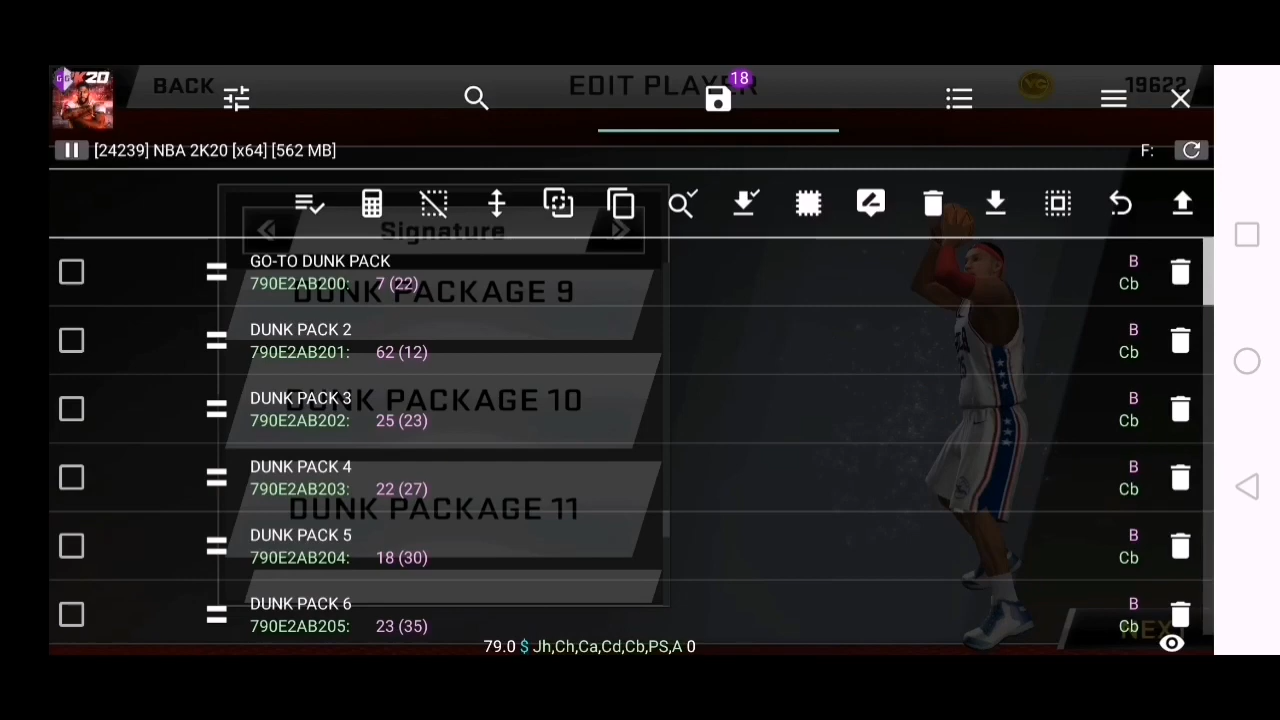 K20
BACK
EDIT PLAYER
18
19622
[24239] NBA 2K20 [x64] [562 MB]
F:
Signature
GO-TO DUNK PACK
790E2AB200: 7 (22)
B
Cb
DUNK PACKAGE 9
DUNK PACK 2
790E2AB201: 62 (12)
B
Cb
DUNK PACK 3
790E2AB202: 25 (23)
B
Cb
DUNK PACKAGE 10
DUNK PACK 4
790E2AB203: 22 (27)
B
Cb
DUNK PACKAGE 11
DUNK PACK 5
790E2AB204: 18 (30)
B
Cb
DUNK PACK 6
790E2AB205: 23 (35)
B
Cb
NEXT
79.0 $ Jh,Ch,Ca,Cd,Cb,PS,A 0